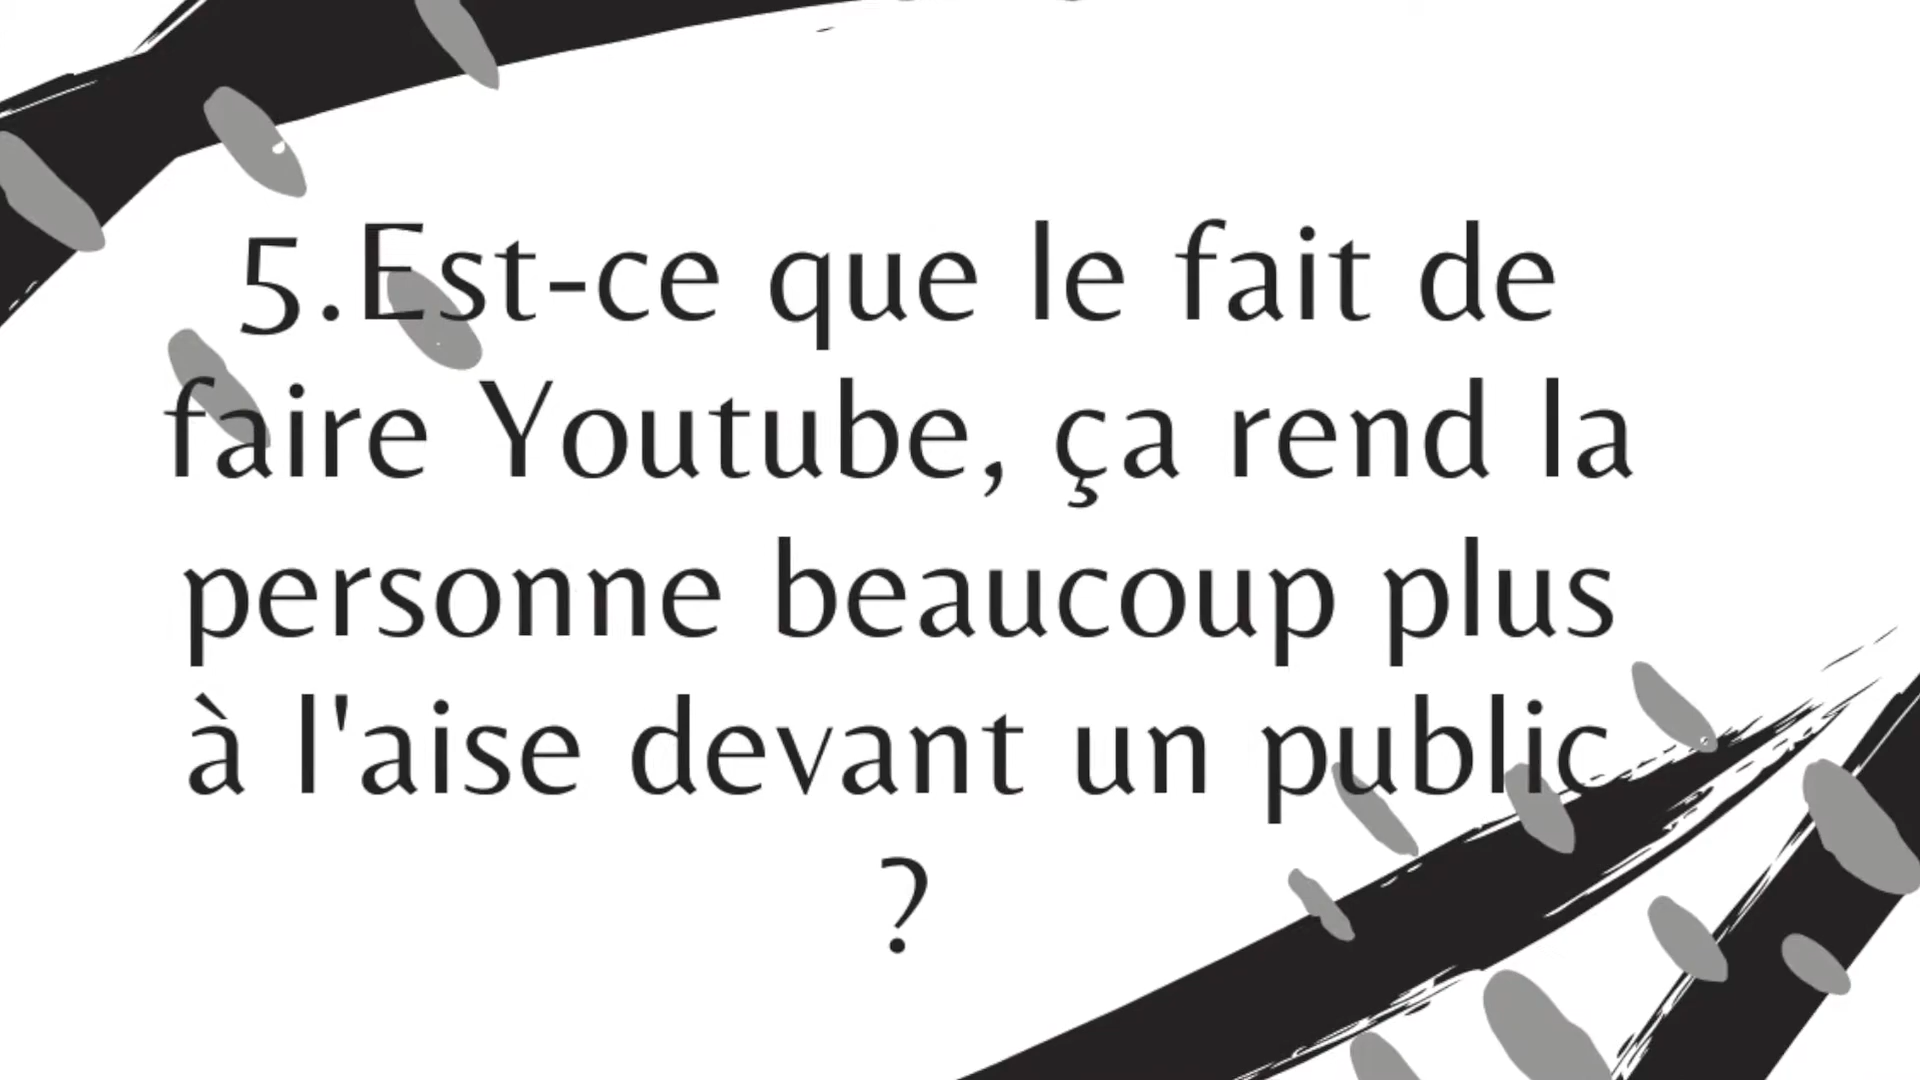 5.Est-ce que le fait de
faire Youtube, ça rend la
personne beaucoup plus
à l'aise devant un public
?